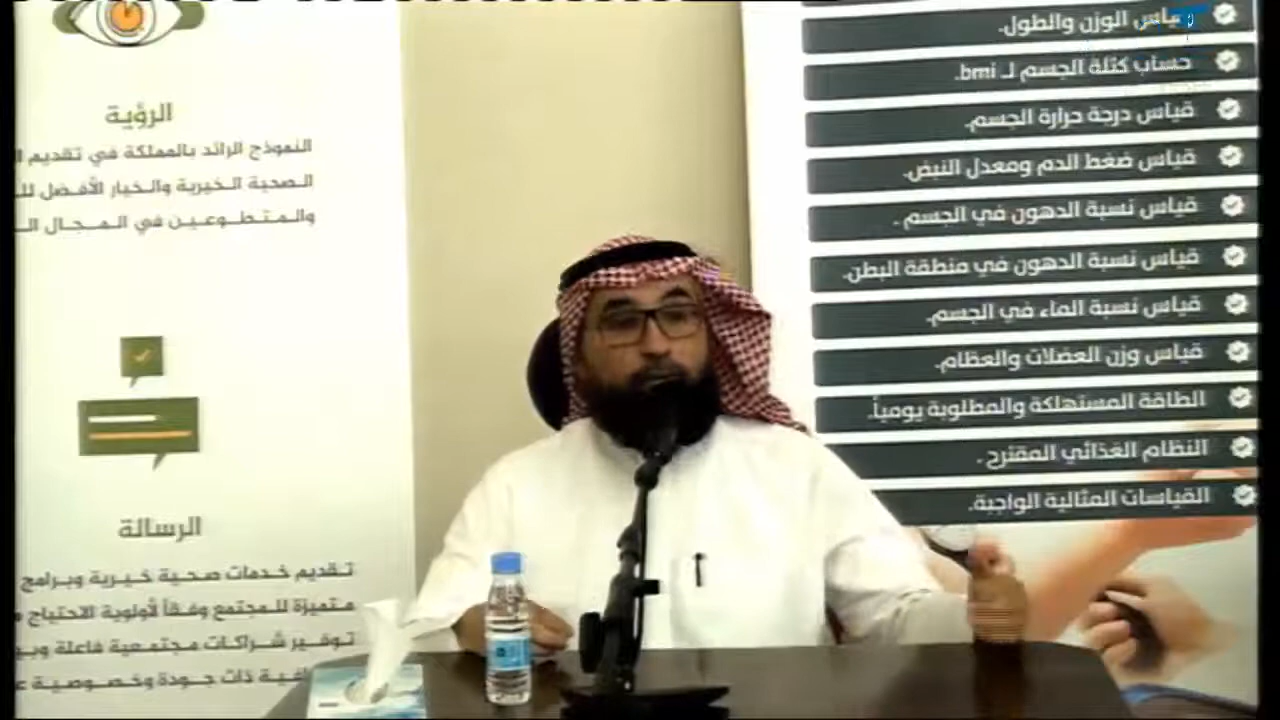 قياس الوزن والطول.
حساب كتلة الجسم لـ bmi.
قياس درجة حرارة الجسم.
قياس ضغط الدم ومعدل النبض.
قياس نسبة الدهون في الجسم .
قياس نسبة الدهون في منطقة البطن.
قياس نسبة الماء في الجسم.
قياس وزن العضلات والعظام.
الطاقة المستهلكة والمطلوبة يومياً.
النظام الغذائي المقترح .
القياسات المثالية الواجبة.
الرؤية
النموذج الرائد بالمملكة في تقديم
الصحية الخيرية والخيار الأفضل
والمتطوعين في المجال
الرسالة
تقديم خدمات صحية خيرية وبرامج
متميزة للمجتمع وفقاً لأولوية الاحتياج
توفير شراكات مجتمعية فاعلة
ذات جودة وخصوصية